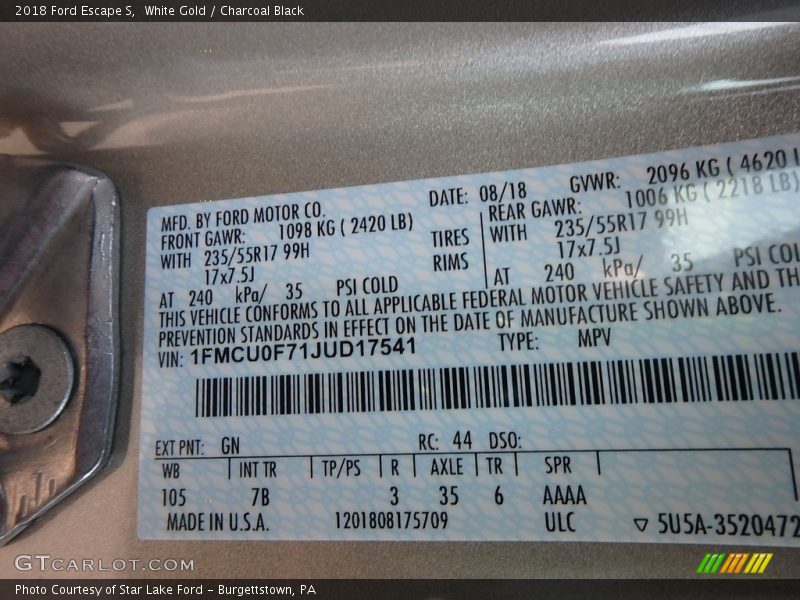 2018 Ford Escape S,  White Gold / Charcoal Black
MFD. BY FORD MOTOR CO. DATE: 08/18 GVWR: 2096 KG ( 4620 L
FRONT GAWR: 1098 KG ( 2420 LB) REAR GAWR: 1006 KG ( 2218 LB)
WITH 235/55R17 99H TIRES WITH 235/55R17 99H
17x7.5J RIMS 17x7.5J
AT 240 kPa/ 35 PSI COLD AT 240 kPa/ 35 PSI COL
THIS VEHICLE CONFORMS TO ALL APPLICABLE FEDERAL MOTOR VEHICLE SAFETY AND TH
PREVENTION STANDARDS IN EFFECT ON THE DATE OF MANUFACTURE SHOWN ABOVE.
VIN: 1FMCU0F71JUD17541 TYPE: MPV
EXT PNT: GN RC: 44 DSO:
WB INT TR TP/PS R AXLE TR SPR
105 7B 3 35 6 AAAA
MADE IN U.S.A. 1201808175709 ULC 5U5A-3520472
GTCARLOT.COM
Photo Courtesy of Star Lake Ford - Burgettstown, PA